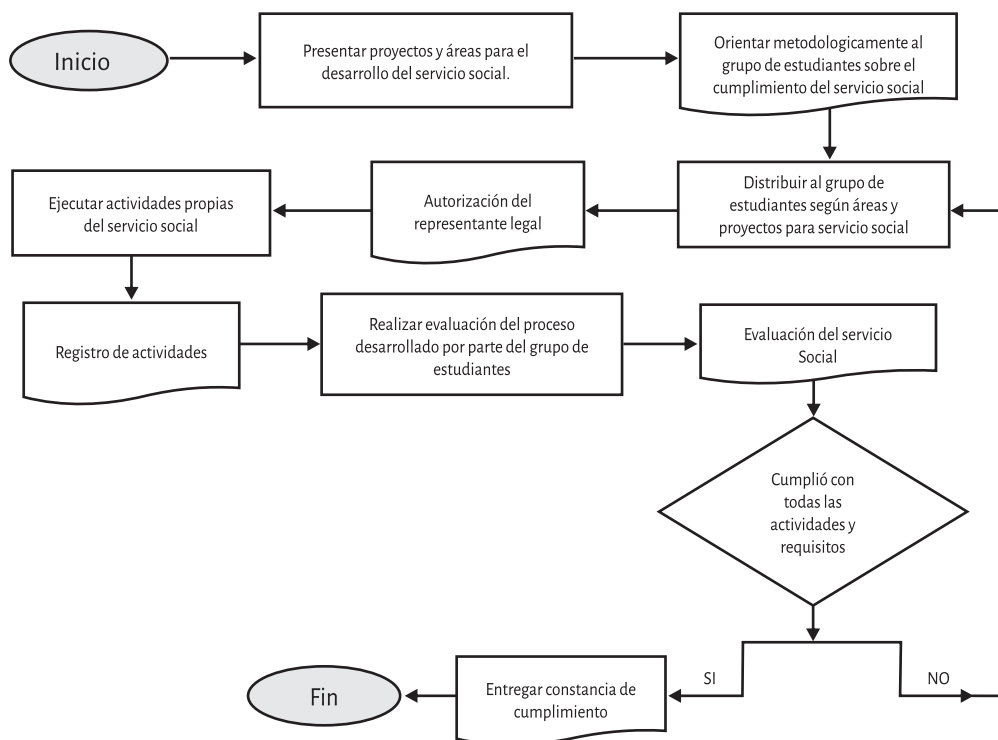 Inicio
Presentar proyectos y áreas para el
desarrollo del servicio social.
Orientar metodologicamente al
grupo de estudiantes sobre el
cumplimiento del servicio social
Distribuir al grupo de
estudiantes según áreas y
proyectos para servicio social
Autorización del
representante legal
Ejecutar actividades propias
del servicio social
Registro de actividades
Realizar evaluación del proceso
desarrollado por parte del grupo de
estudiantes
Evaluación del servicio
Social
Cumplió con
todas las
actividades y
requisitos
SI
NO
Entregar constancia de
cumplimiento
Fin